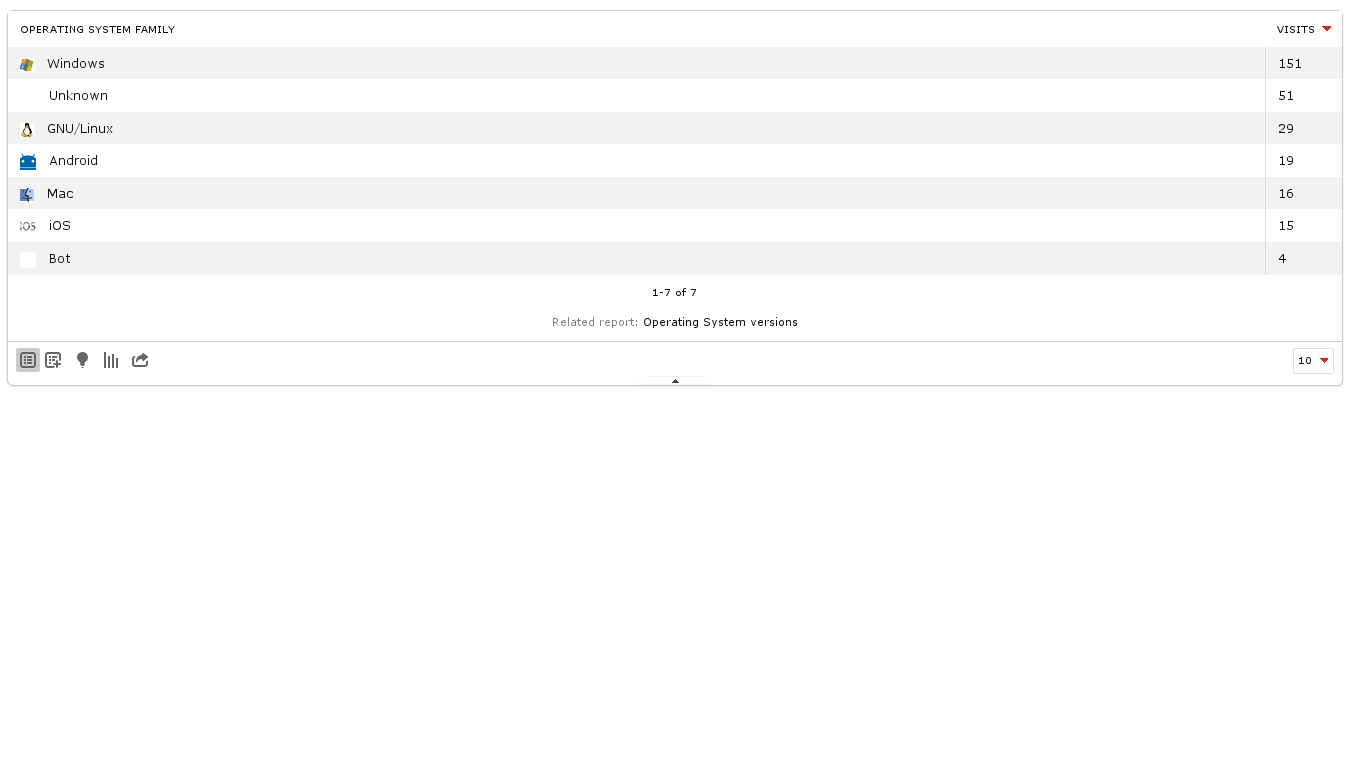 OPERATING SYSTEM FAMILY VISITS
Windows 151
Unknown 51
GNU/Linux 29
Android 19
Mac 16
iOS iOS 15
Bot 4
1-7 of 7
Related report: Operating System versions
10